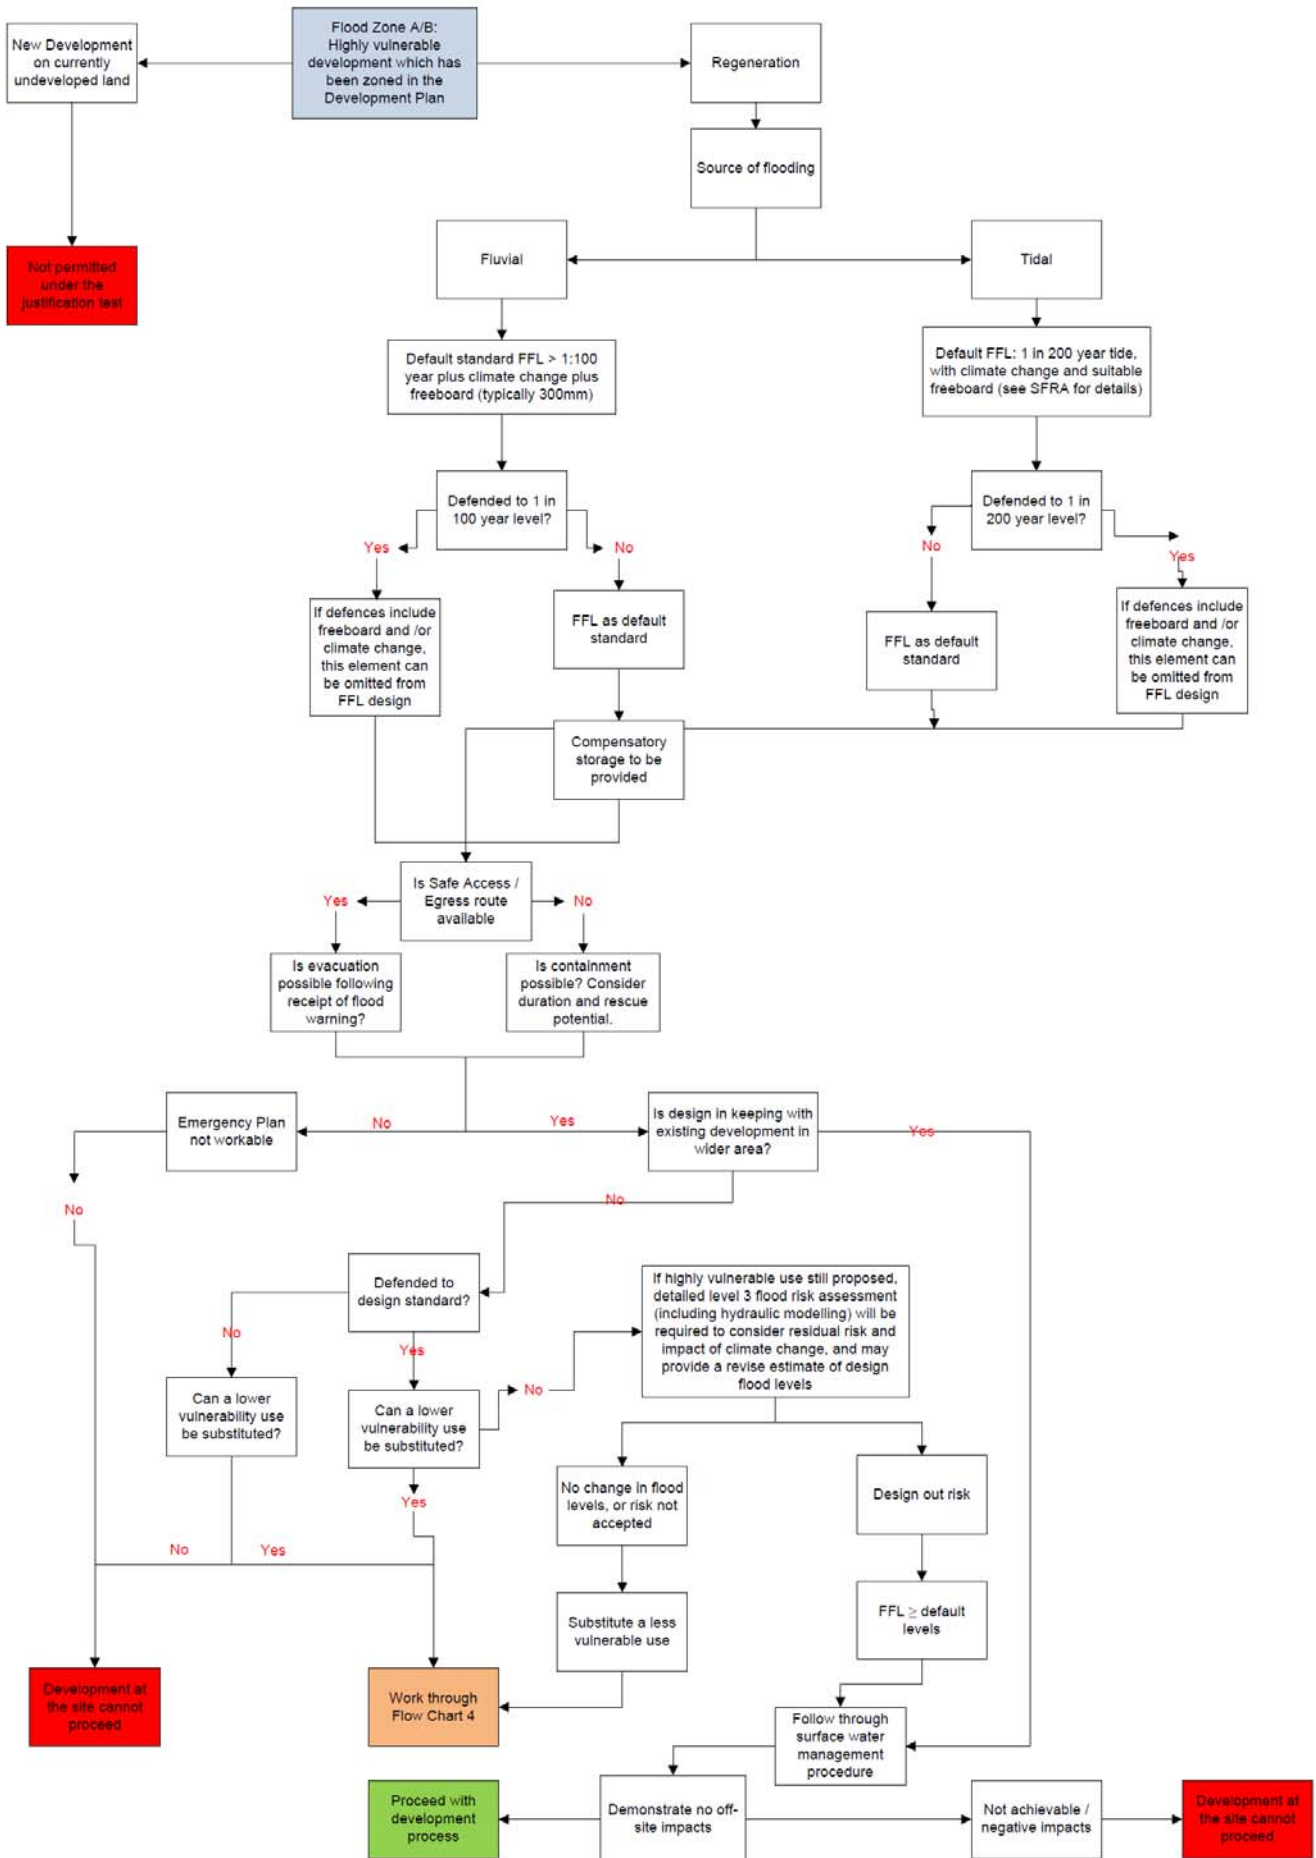 New Development
on currently
undeveloped land
Flood Zone A/B:
Highly vulnerable
development which has
been zoned in the
Development Plan
Regeneration
Source of flooding
Not permitted
under the
justification test
Fluvial
Tidal
Default standard FFL > 1:100
year plus climate change plus
freeboard (typically 300mm)
Default FFL: 1 in 200 year tide,
with climate change and suitable
freeboard (see SFRA for details)
Defended to 1 in
100 year level?
Defended to 1 in
200 year level?
Yes
No
No
Yes
If defences include
freeboard and /or
climate change,
this element can
be omitted from
FFL design
FFL as default
standard
FFL as default
standard
If defences include
freeboard and /or
climate change,
this element can
be omitted from
FFL design
Compensatory
storage to be
provided
Is Safe Access /
Egress route
available
Yes
No
Is evacuation
possible following
receipt of flood
warning?
Is containment
possible? Consider
duration and rescue
potential.
Emergency Plan
not workable
No
Yes
Is design in keeping with
existing development in
wider area?
Yes
No
No
Defended to
design standard?
If highly vulnerable use still proposed,
detailed level 3 flood risk assessment
(including hydraulic modelling) will be
required to consider residual risk and
impact of climate change, and may
provide a revise estimate of design
flood levels
No
Yes
Can a lower
vulnerability use
be substituted?
Can a lower
vulnerability use
be substituted?
No
Yes
No change in flood
levels, or risk not
accepted
Design out risk
No
Yes
Substitute a less
vulnerable use
FFL ≥ default
levels
Development at
the site cannot
proceed
Work through
Flow Chart 4
Follow through
surface water
management
procedure
Proceed with
development
process
Demonstrate no off-
site impacts
Not achievable /
negative impacts
Development at
the site cannot
proceed